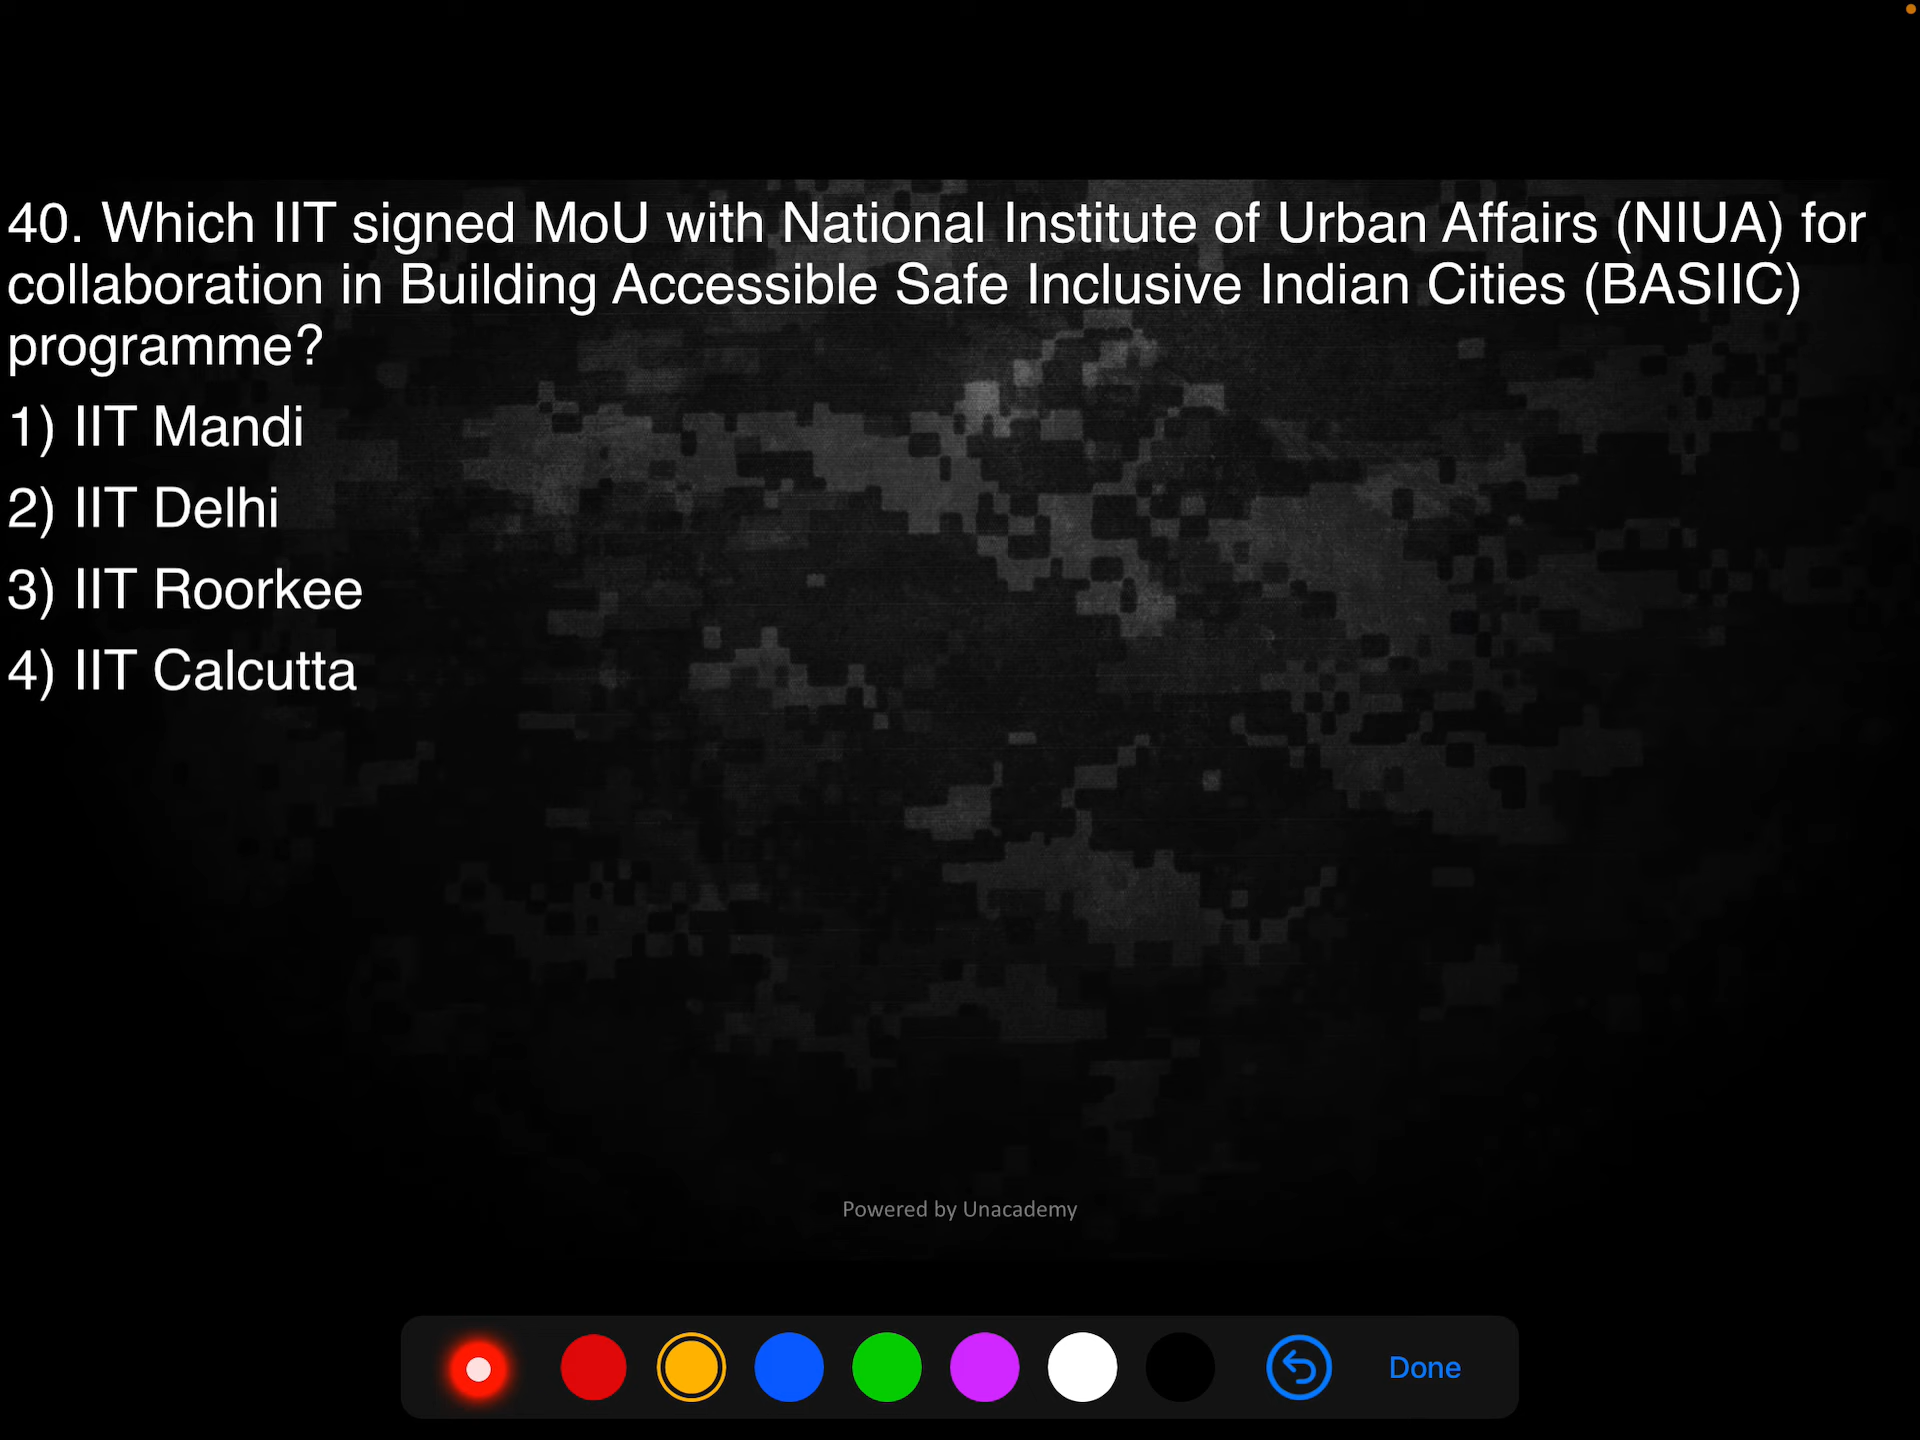 40. Which IIT signed MoU with National Institute of Urban Affairs (NIUA) for
collaboration in Building Accessible Safe Inclusive Indian Cities (BASIIC)
programme?
1) IIT Mandi
2) IIT Delhi
3) IIT Roorkee
4) IIT Calcutta
Powered by Unacademy
Done